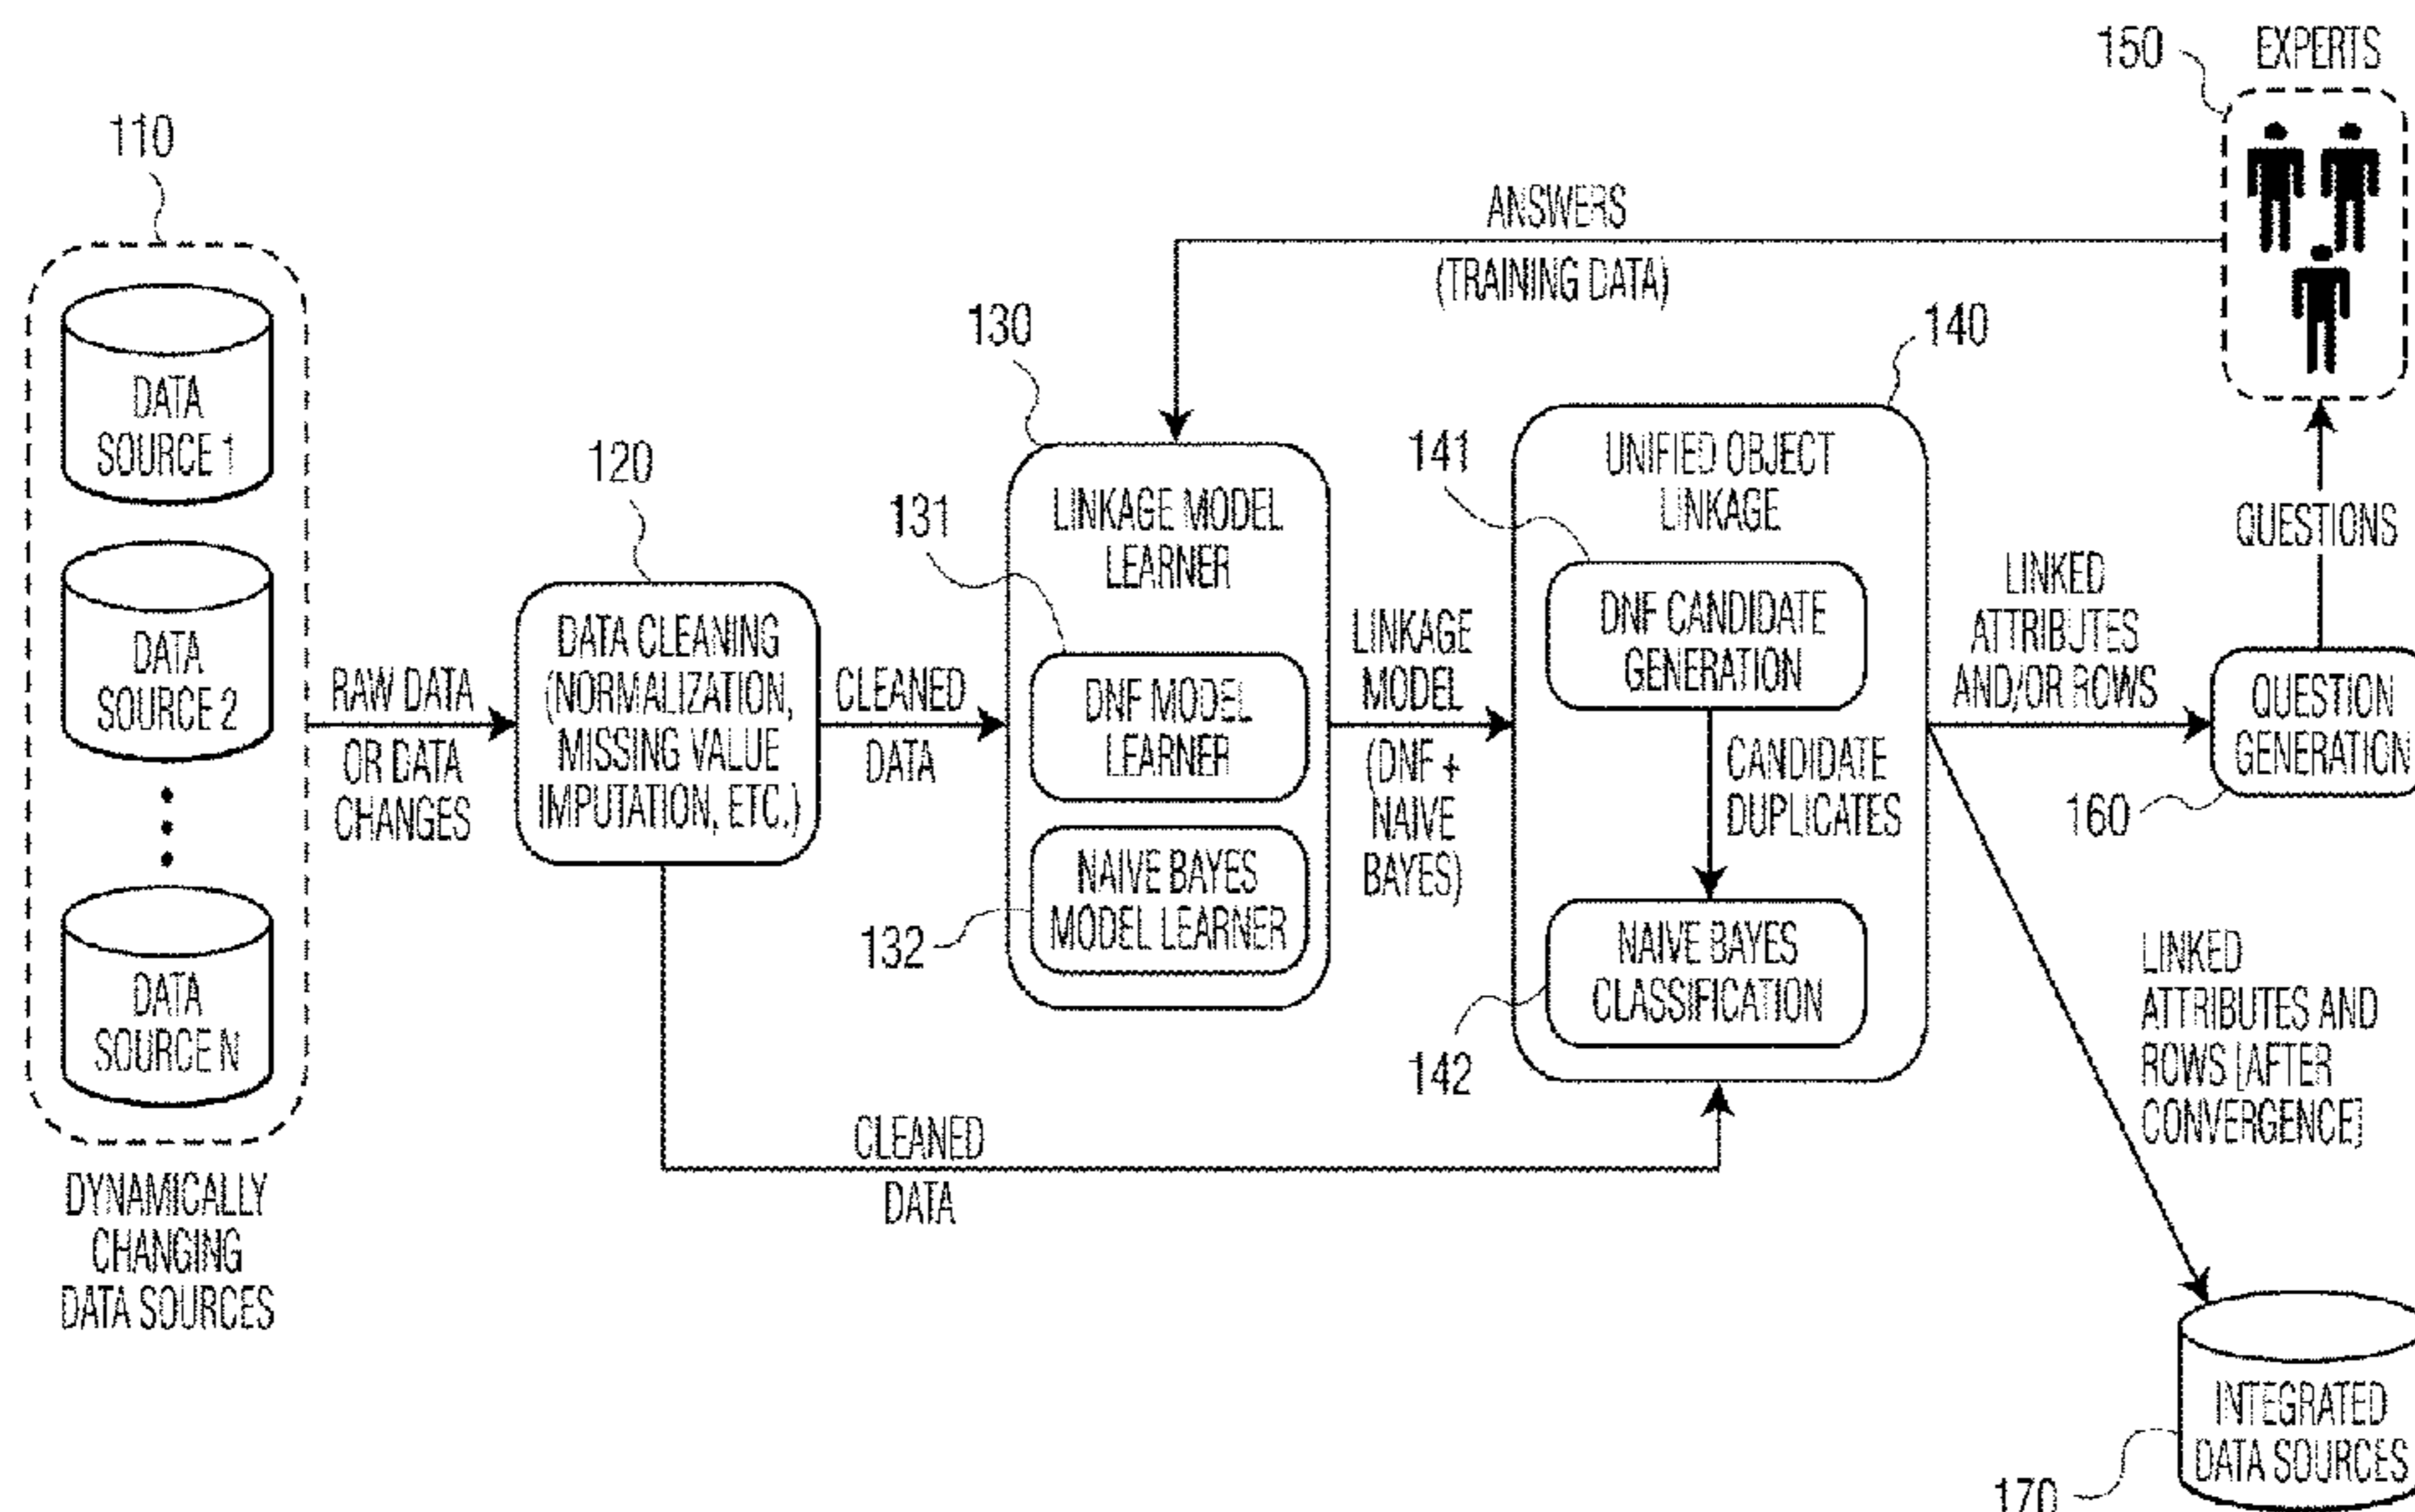 150
EXPERTS
110
ANSWERS
(TRAINING DATA)
130
140
DATA
SOURCE 1
120
131
141
UNIFIED OBJECT
LINKAGE
LINKAGE MODEL
LEARNER
QUESTIONS
DATA
SOURCE 2
RAW DATA
OR DATA
CHANGES
DATA CLEANING
(NORMALIZATION,
MISSING VALUE
IMPUTATION, ETC.)
CLEANED
DATA
DNF MODEL
LEARNER
LINKAGE
MODEL
(DNF +
NAIVE
BAYES)
DNF CANDIDATE
GENERATION
LINKED
ATTRIBUTES
AND/OR ROWS
QUESTION
GENERATION
CANDIDATE
DUPLICATES
160
NAIVE BAYES
MODEL LEARNER
132
NAIVE BAYES
CLASSIFICATION
142
DATA
SOURCE N
LINKED
ATTRIBUTES AND
ROWS [AFTER
CONVERGENCE]
CLEANED
DATA
DYNAMICALLY
CHANGING
DATA SOURCES
INTEGRATED
DATA SOURCES
170